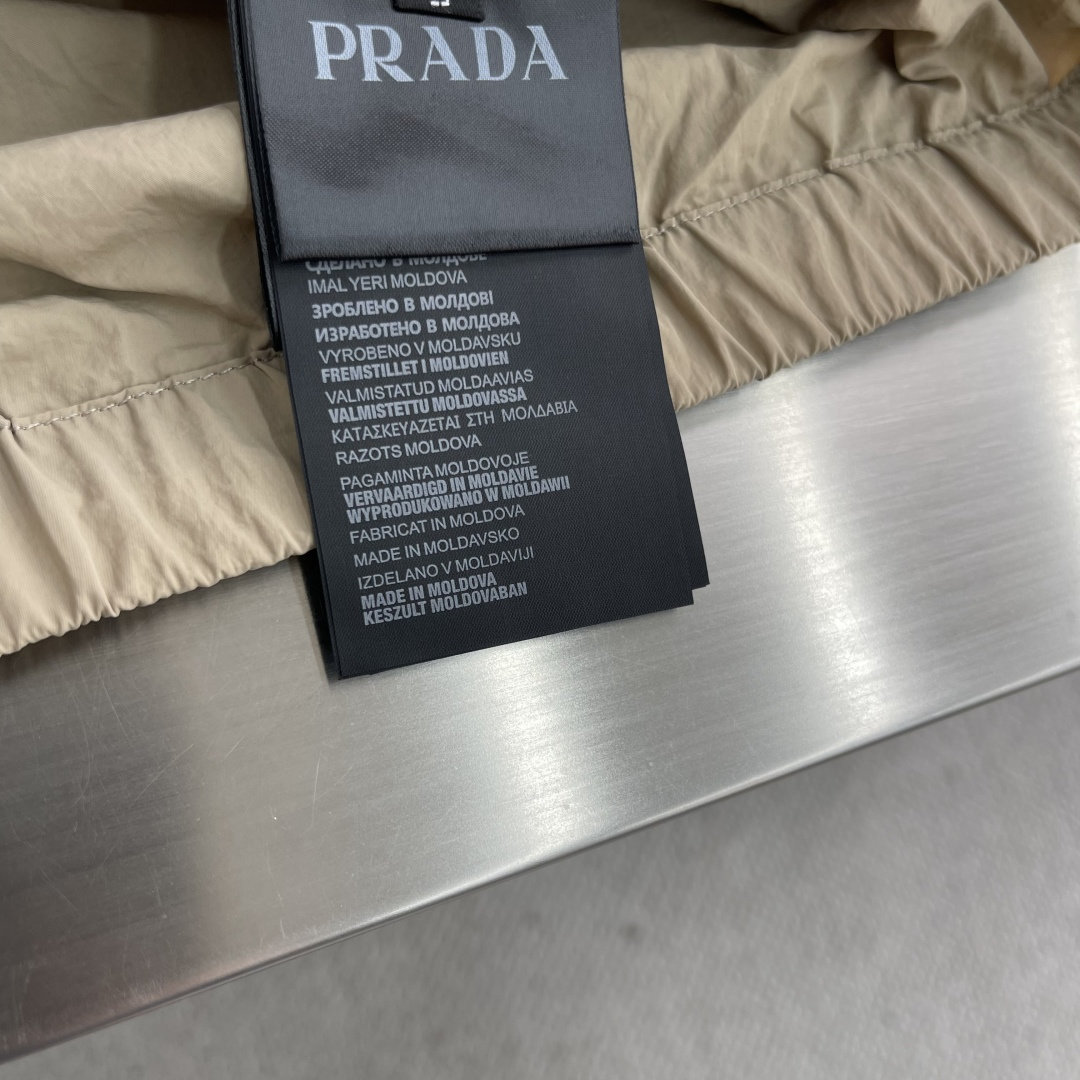 PRADA
СДЕЛАНО В МОЛДОВЕ
IMAL YERI MOLDOVA
ЗРОБЛЕНО В МОЛДОВІ
ИЗРАБОТЕНО В МОЛДОВА
VYROBENO V MOLDAVSKU
FREMSTILLET I MOLDOVIEN
VALMISTATUD MOLDAAVIAS
VALMISTETTU MOLDOVASSA
ΚΑΤΑΣΚΕΥΑΖΕΤΑΙ ΣΤΗ ΜΟΛΔΑΒΙΑ
RAZOTS MOLDOVA
PAGAMINTA MOLDOVOJE
VERVAARDIGD IN MOLDAVIE
WYPRODUKOWANO W MOLDAWII
FABRICAT IN MOLDOVA
MADE IN MOLDAVSKO
IZDELANO V MOLDAVIJI
MADE IN MOLDOVA
KESZULT MOLDOVABAN